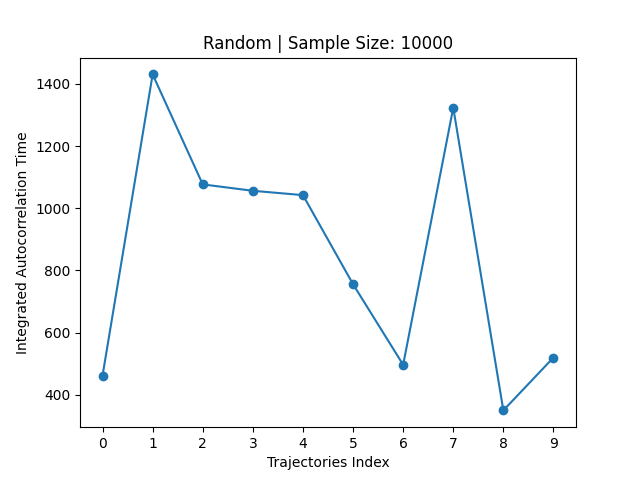 Random | Sample Size: 10000
Integrated Autocorrelation Time
1400
1200
1000
800
600
400
0 1 2 3 4 5 6 7 8 9
Trajectories Index